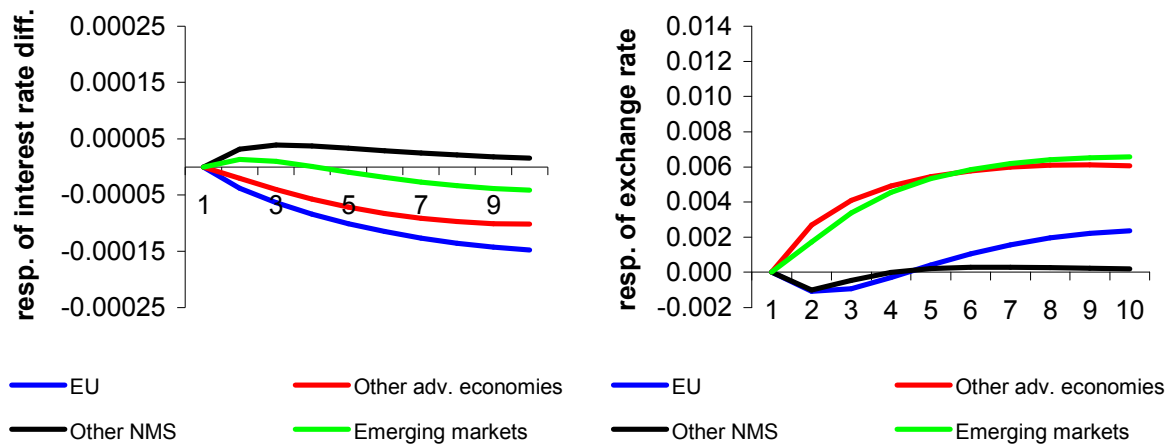 resp. of interest rate diff.
0.00025
0.00015
0.00005
-0.00005
-0.00015
-0.00025
1 3 5 7 9
EU
Other adv. economies
Other NMS
Emerging markets
resp. of exchange rate
0.014
0.012
0.010
0.008
0.006
0.004
0.002
0.000
-0.002
1 2 3 4 5 6 7 8 9 10
EU
Other adv. economies
Other NMS
Emerging markets